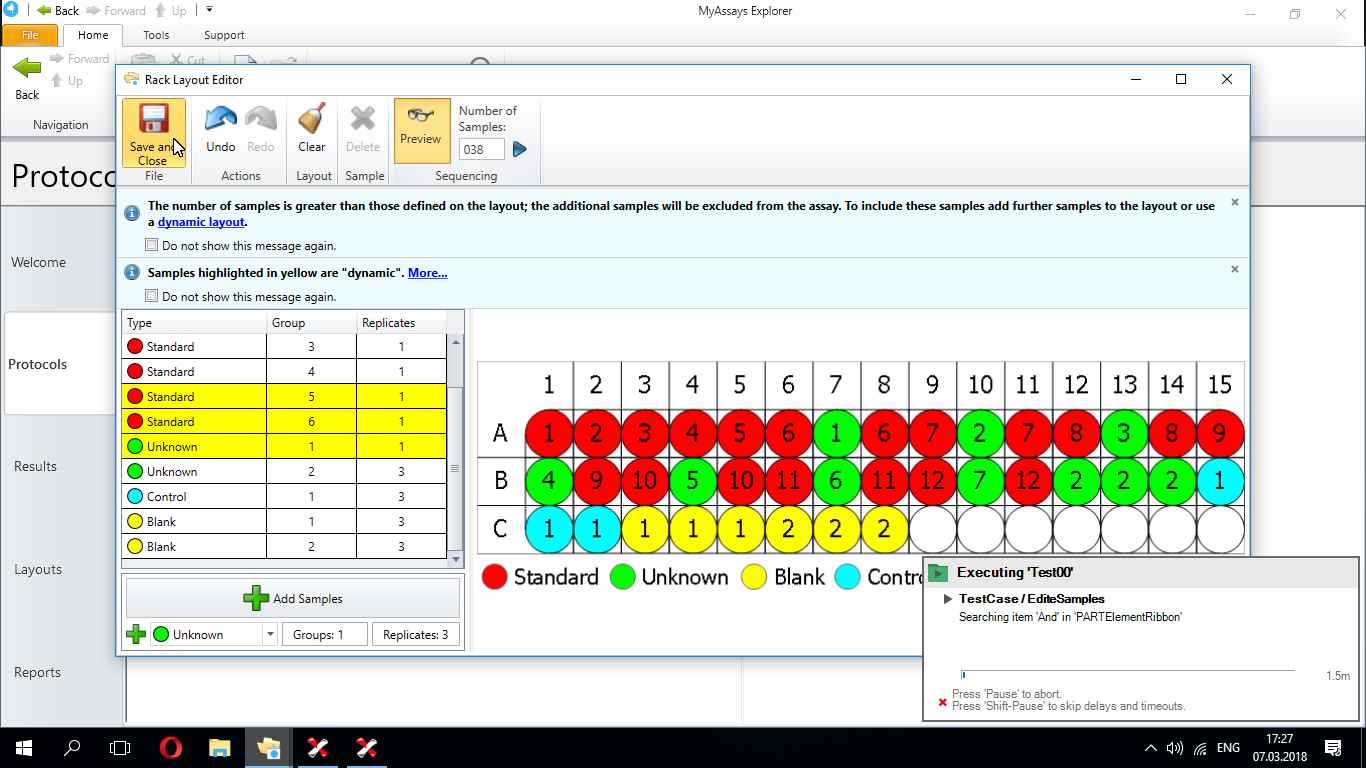 Back Forward Up MyAssays Explorer
File Home Tools Support
Forward Cut
Up
Back
Navigation
Rack Layout Editor
Save and Close Undo Redo Clear Delete Preview Number of Samples: 038
File Actions Layout Sample Sequencing
Protoco
The number of samples is greater than those defined on the layout; the additional samples will be excluded from the assay. To include these samples add further samples to the layout or use
a dynamic layout.
Do not show this message again.
Samples highlighted in yellow are "dynamic". More...
Do not show this message again.
Welcome
Protocols
Results
Layouts
Reports
Type Group Replicates
Standard 3 1
Standard 4 1
Standard 5 1
Standard 6 1
Unknown 1 1
Unknown 2 3
Control 1 3
Blank 1 3
Blank 2 3
Add Samples
Unknown Groups: 1 Replicates: 3
1 2 3 4 5 6 7 8 9 10 11 12 13 14 15
A 1 2 3 4 5 6 1 6 7 2 7 8 3 8 9
B 4 9 10 5 10 11 6 11 12 7 12 2 2 2 1
C 1 1 1 1 1 2 2 2
Standard Unknown Blank Contro
Executing 'Test00'
TestCase / EditeSamples
Searching item 'And' in 'PARTElementRibbon'
1.5m
Press 'Pause' to abort.
Press 'Shift-Pause' to skip delays and timeouts.
ENG 17:27
07.03.2018